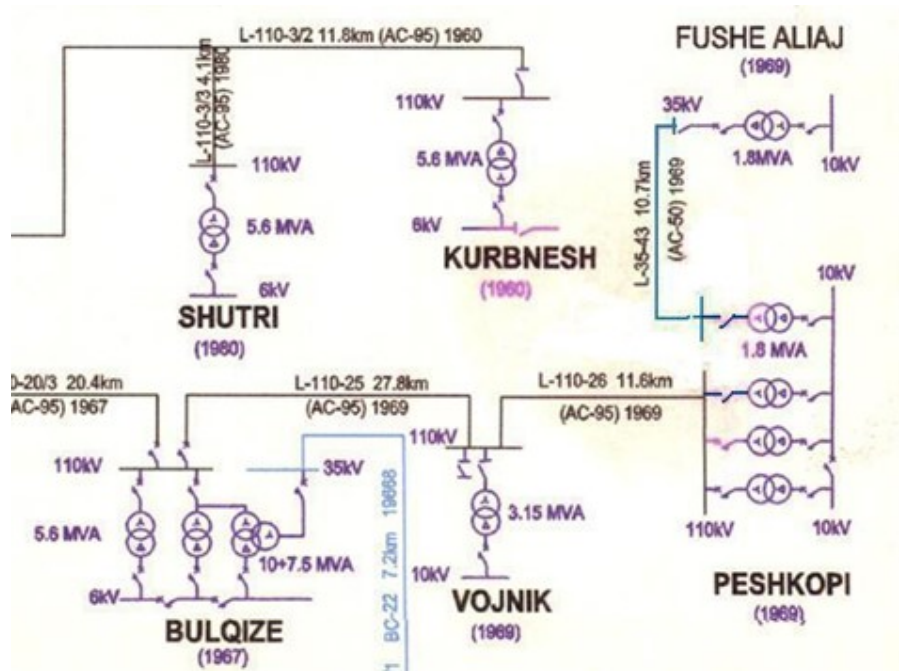 L-110-3/2 11.8km (AC-95) 1960
L-110-3/3 4.1km
(AC-95) 1980
110kV
5.6 MVA
6kV
SHUTRI
(1980)
110kV
5.6 MVA
6kV
KURBNESH
(1960)
FUSHE ALIAJ
(1969)
35kV
1.8MVA
10kV
L-35-43 10.7km
(AC-50) 1969
10kV
1.8 MVA
110kV
10kV
PESHKOPI
(1969)
0-20/3 20.4km
(AC-95) 1967
L-110-25 27.8km
(AC-95) 1969
L-110-26 11.6km
(AC-95) 1969
110kV
35kV
5.6 MVA
10+7.5 MVA
6kV
BULQIZE
(1967)
BC-22 7.2km 19668
110kV
3.15 MVA
10kV
VOJNIK
(1969)